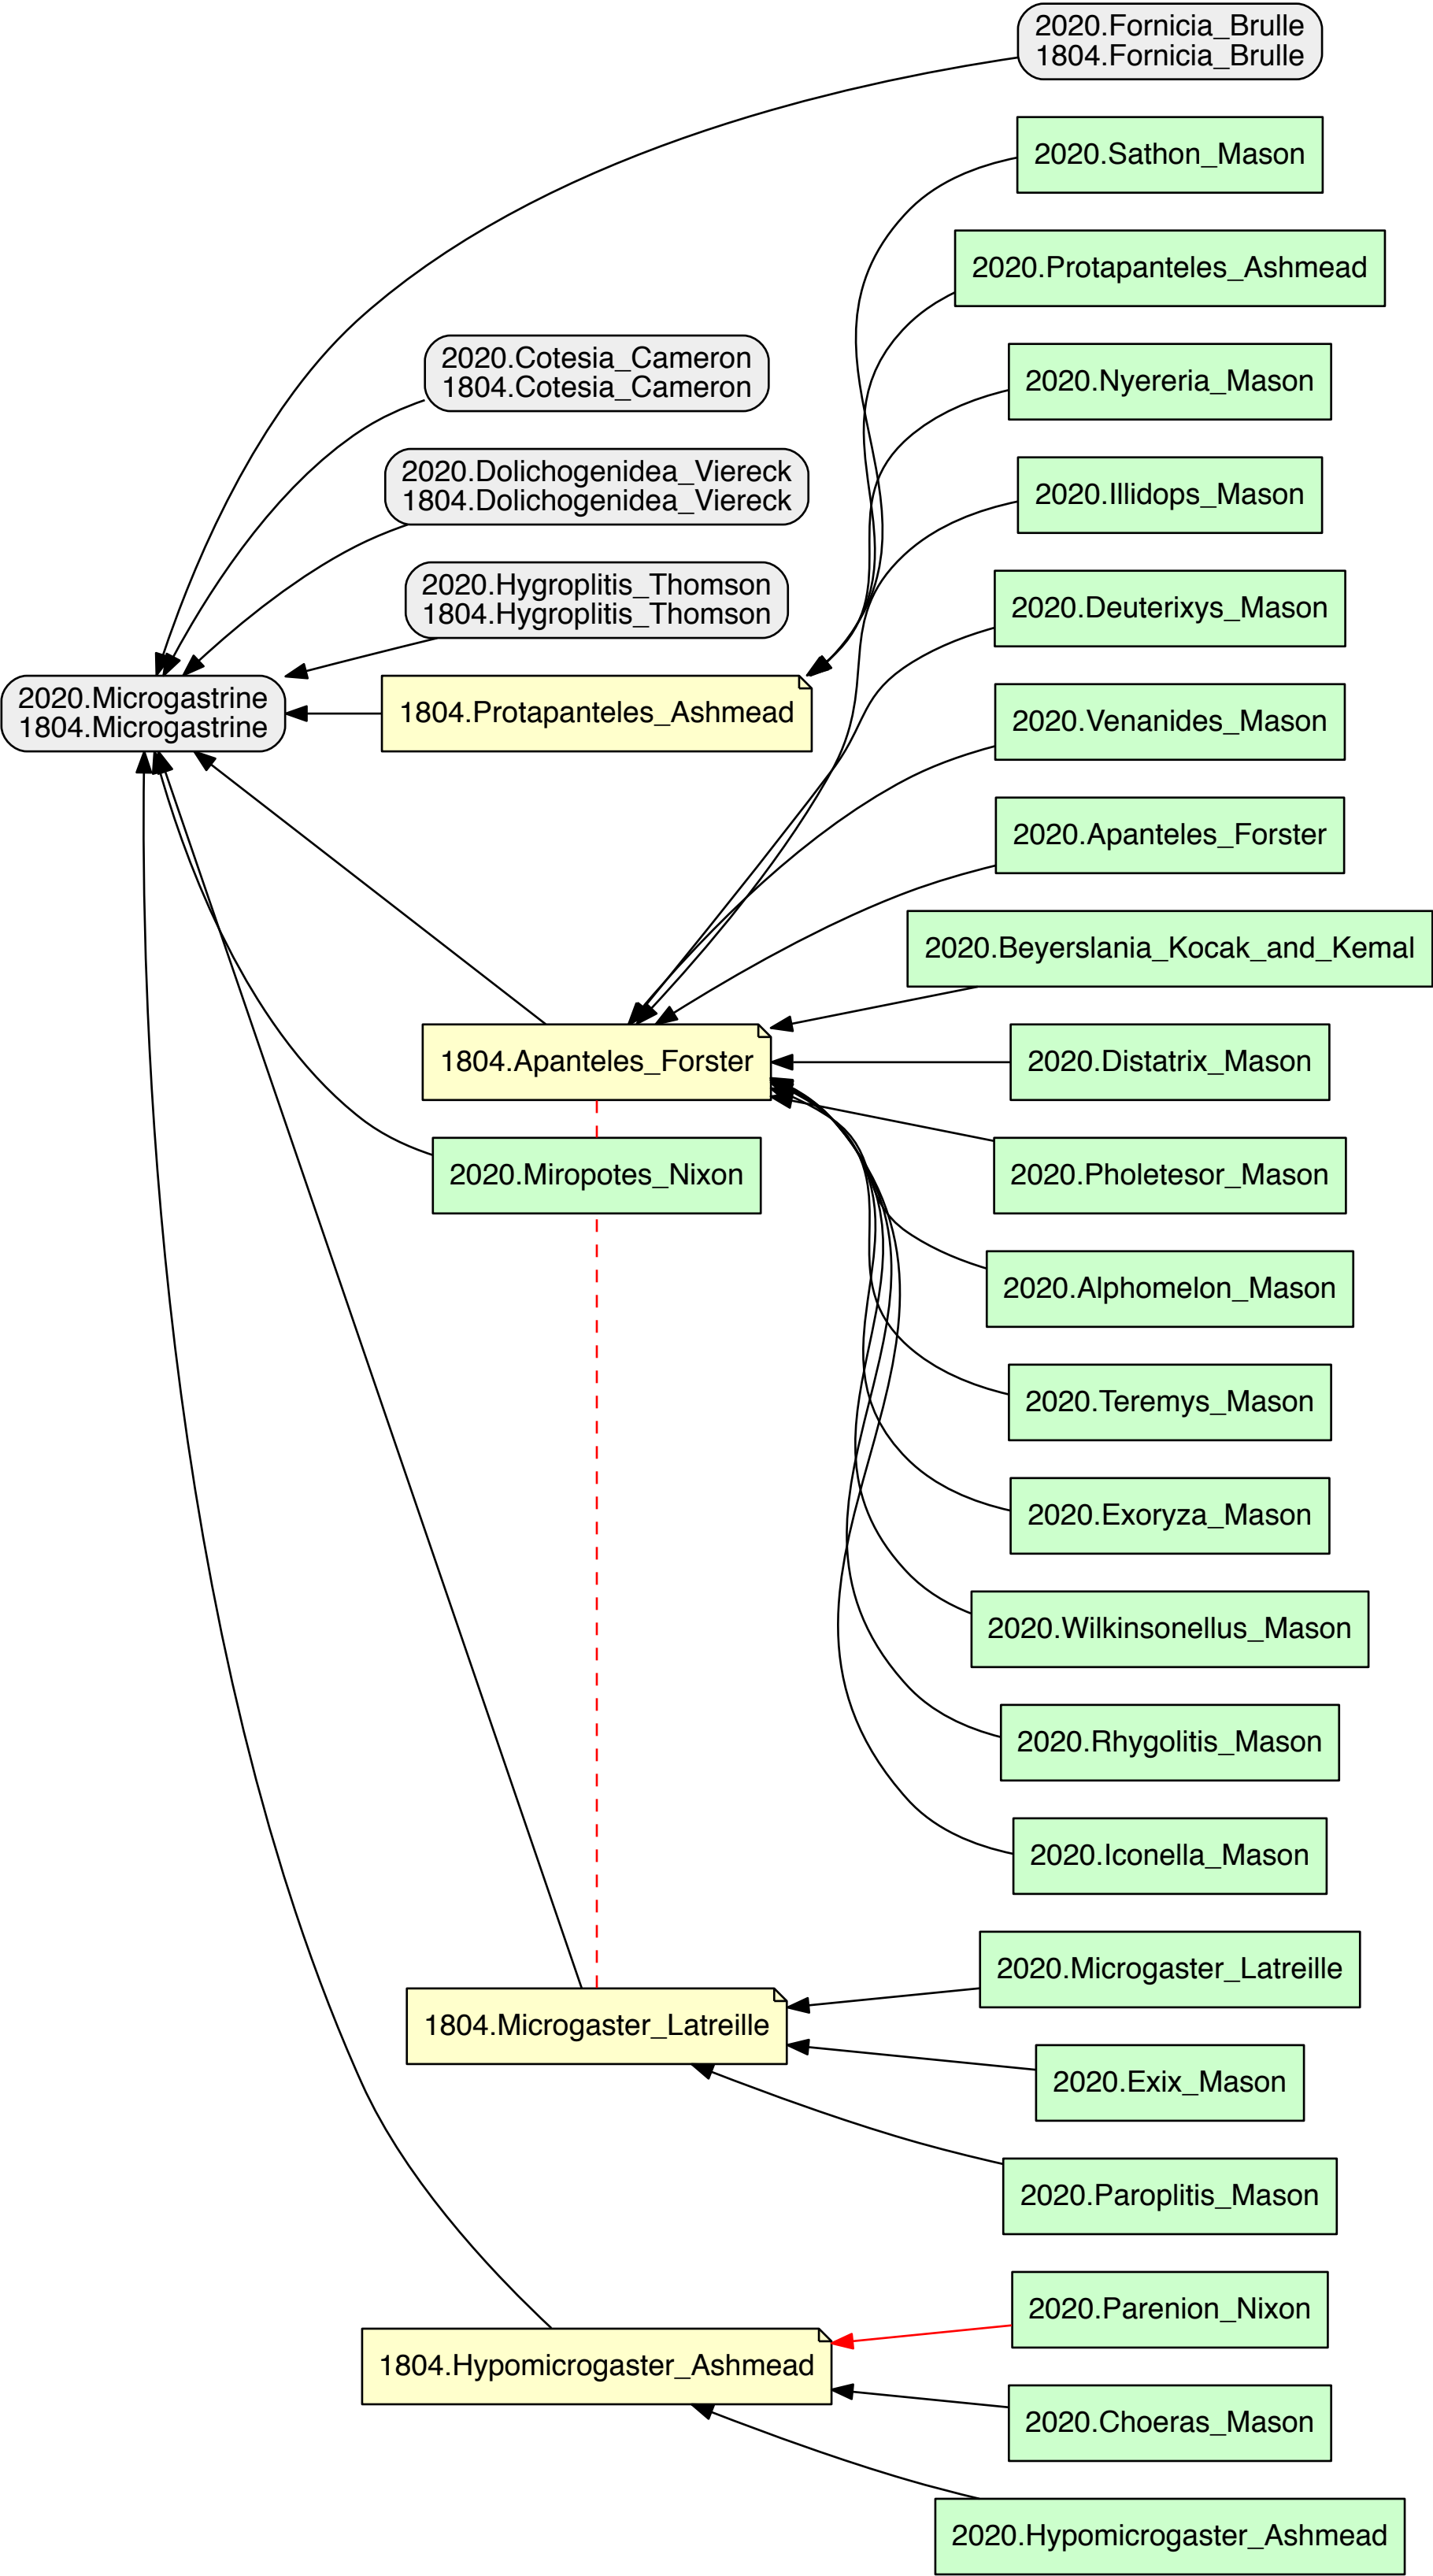 2020.Fornicia_Brulle
1804.Fornicia_Brulle
2020.Sathon_Mason
2020.Protapanteles_Ashmead
2020.Cotesia_Cameron
1804.Cotesia_Cameron
2020.Nyereria_Mason
2020.Dolichogenidea_Viereck
1804.Dolichogenidea_Viereck
2020.Illidops_Mason
2020.Hygroplitis_Thomson
1804.Hygroplitis_Thomson
2020.Deuterixys_Mason
2020.Microgastrine
1804.Microgastrine
1804.Protapanteles_Ashmead
2020.Venanides_Mason
2020.Apanteles_Forster
2020.Beyerslania_Kocak_and_Kemal
1804.Apanteles_Forster
2020.Distatrix_Mason
2020.Miropotes_Nixon
2020.Pholetesor_Mason
2020.Alphomelon_Mason
2020.Teremys_Mason
2020.Exoryza_Mason
2020.Wilkinsonellus_Mason
2020.Rhygolitis_Mason
2020.Iconella_Mason
2020.Microgaster_Latreille
1804.Microgaster_Latreille
2020.Exix_Mason
2020.Paroplitis_Mason
2020.Parenion_Nixon
1804.Hypomicrogaster_Ashmead
2020.Choeras_Mason
2020.Hypomicrogaster_Ashmead